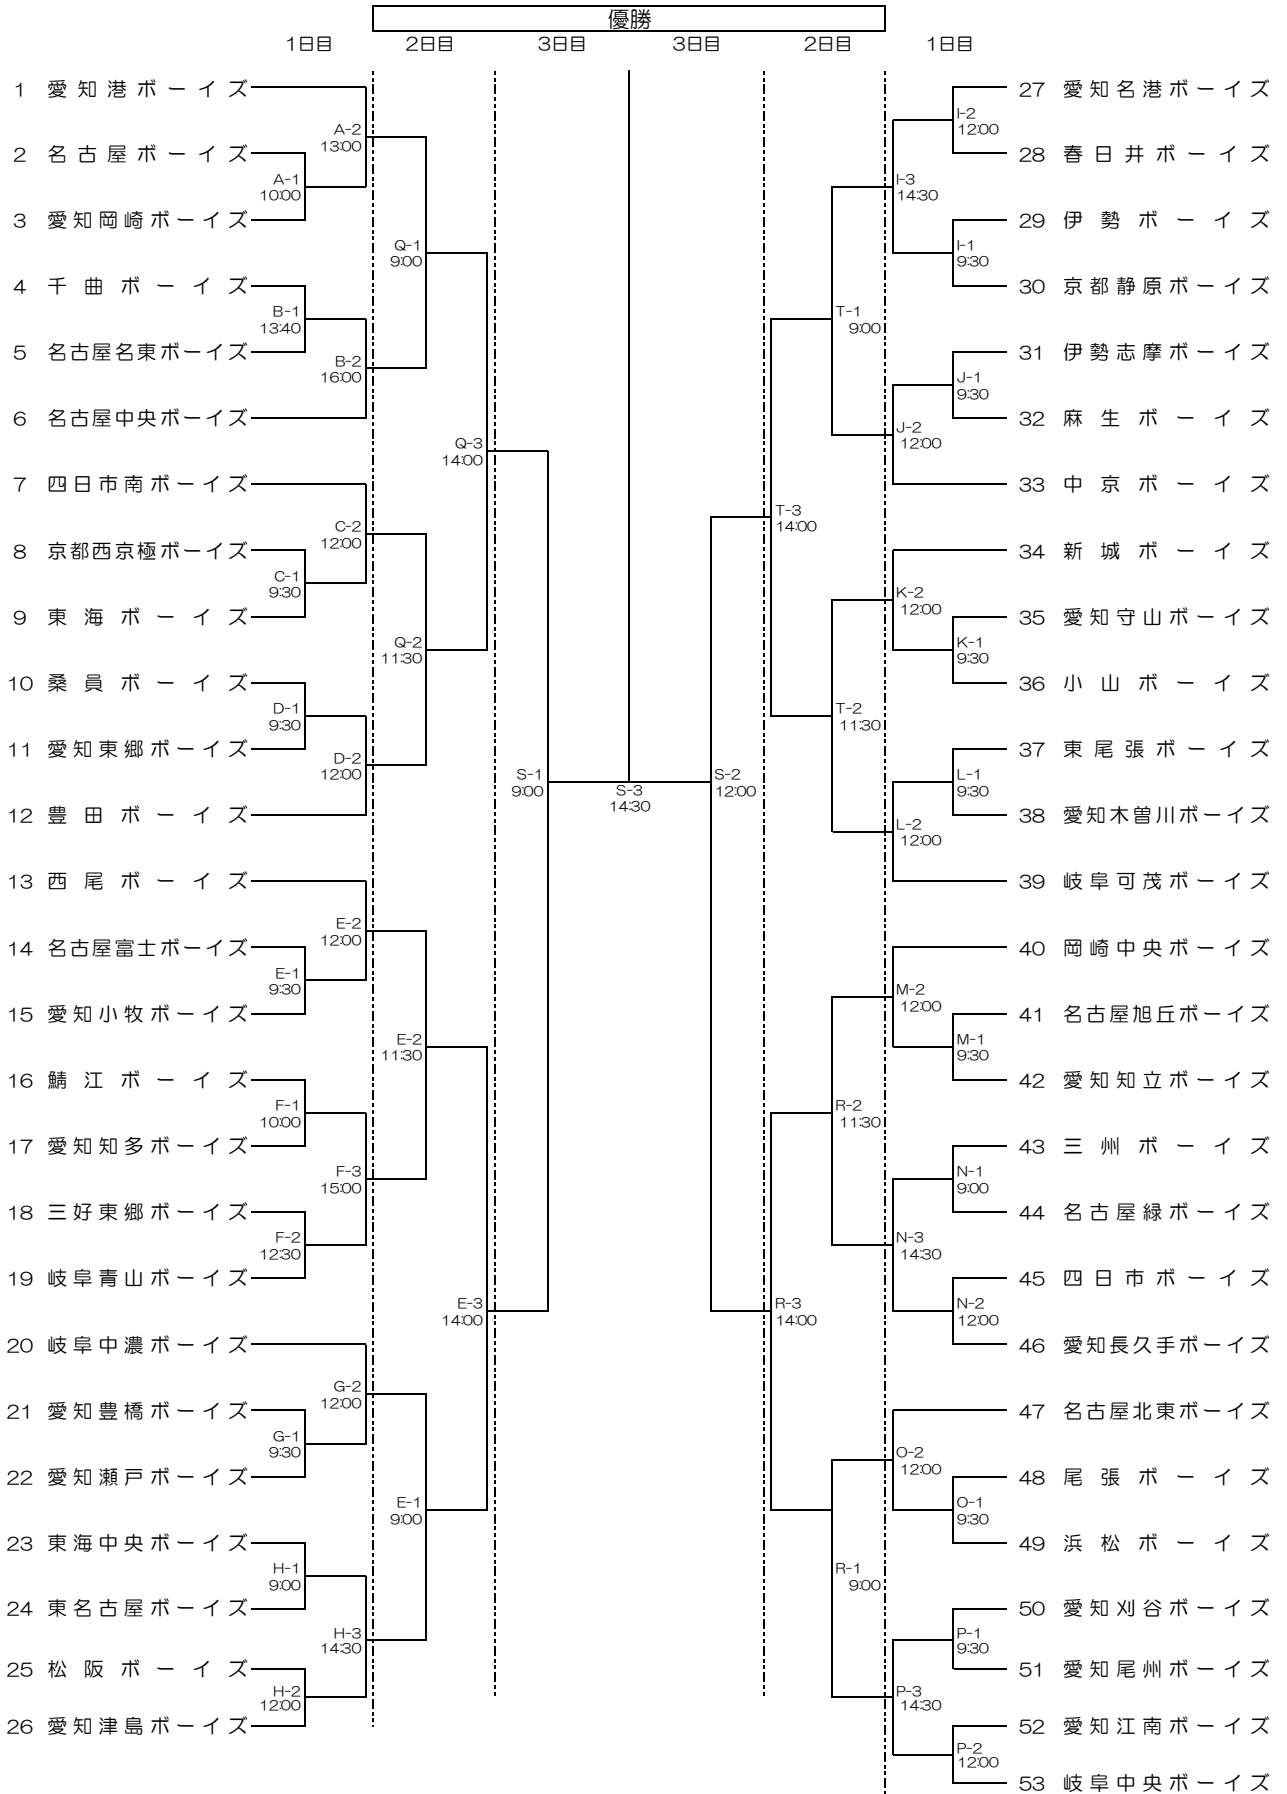 優勝
1日目 2日目 3日目 3日目 2日目 1日目
1 愛知港ボーイズ
A-2
13:00
2 名古屋ボーイズ
A-1
10:00
3 愛知岡崎ボーイズ
Q-1
9:00
4 千曲ボーイズ
B-1
13:40
5 名古屋名東ボーイズ
B-2
16:00
6 名古屋中央ボーイズ
Q-3
14:00
7 四日市南ボーイズ
C-2
12:00
8 京都西京極ボーイズ
C-1
9:30
9 東海ボーイズ
Q-2
11:30
10 桑員ボーイズ
D-1
9:30
11 愛知東郷ボーイズ
D-2
12:00
12 豊田ボーイズ
S-1
9:00
S-3
14:30
13 西尾ボーイズ
E-2
12:00
14 名古屋富士ボーイズ
E-1
9:30
15 愛知小牧ボーイズ
E-2
11:30
16 鯖江ボーイズ
F-1
10:00
17 愛知知多ボーイズ
F-3
15:00
18 三好東郷ボーイズ
F-2
12:30
19 岐阜青山ボーイズ
E-3
14:00
20 岐阜中濃ボーイズ
G-2
12:00
21 愛知豊橋ボーイズ
G-1
9:30
22 愛知瀬戸ボーイズ
E-1
9:00
23 東海中央ボーイズ
H-1
9:00
24 東名古屋ボーイズ
H-3
14:30
25 松阪ボーイズ
H-2
12:00
26 愛知津島ボーイズ
27 愛知名港ボーイズ
I-2
12:00
28 春日井ボーイズ
I-3
14:30
29 伊勢ボーイズ
I-1
9:30
30 京都静原ボーイズ
T-1
9:00
31 伊勢志摩ボーイズ
J-1
9:30
32 麻生ボーイズ
J-2
12:00
33 中京ボーイズ
T-3
14:00
34 新城ボーイズ
K-2
12:00
35 愛知守山ボーイズ
K-1
9:30
36 小山ボーイズ
T-2
11:30
37 東尾張ボーイズ
L-1
9:30
S-2
12:00
38 愛知木曽川ボーイズ
L-2
12:00
39 岐阜可茂ボーイズ
40 岡崎中央ボーイズ
M-2
12:00
41 名古屋旭丘ボーイズ
M-1
9:30
42 愛知知立ボーイズ
R-2
11:30
43 三州ボーイズ
N-1
9:00
44 名古屋緑ボーイズ
N-3
14:30
45 四日市ボーイズ
N-2
12:00
R-3
14:00
46 愛知長久手ボーイズ
47 名古屋北東ボーイズ
O-2
12:00
48 尾張ボーイズ
O-1
9:30
49 浜松ボーイズ
R-1
9:00
50 愛知刈谷ボーイズ
P-1
9:30
51 愛知尾州ボーイズ
P-3
14:30
52 愛知江南ボーイズ
P-2
12:00
53 岐阜中央ボーイズ